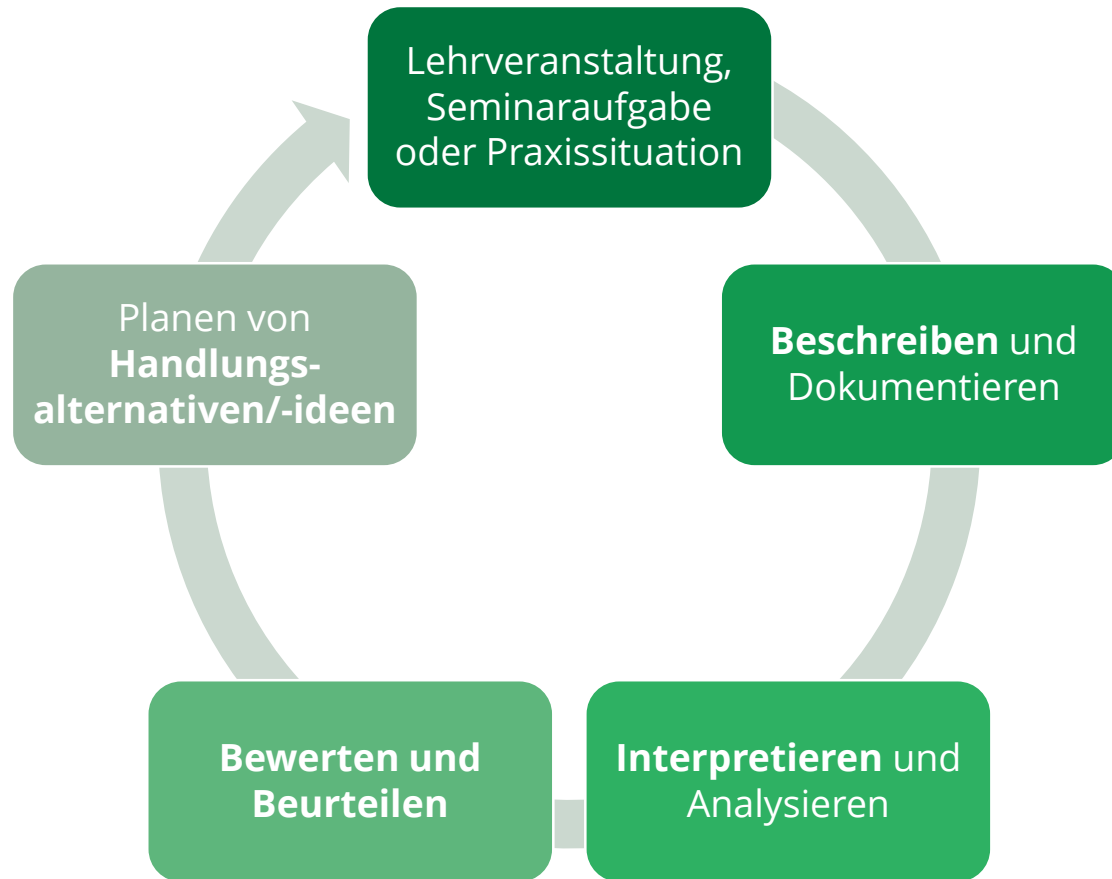 Lehrveranstaltung,
Seminaraufgabe
oder Praxissituation
Beschreiben und
Dokumentieren
Interpretieren und
Analysieren
Bewerten und
Beurteilen
Planen von
Handlungs-
alternativen/-ideen